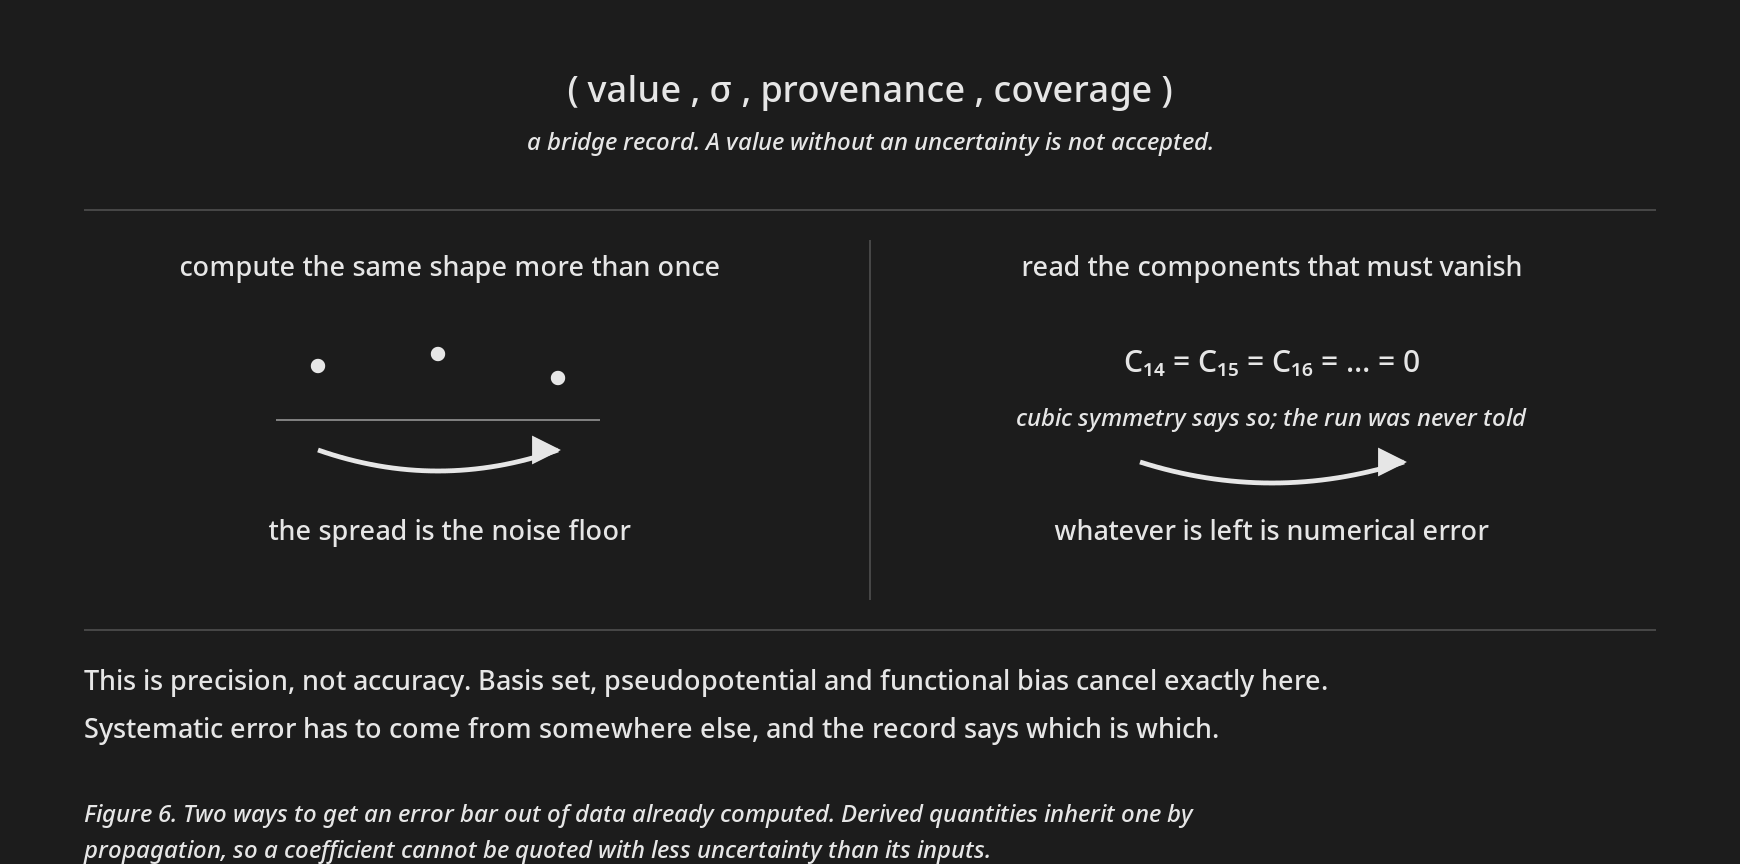 ( value , σ , provenance , coverage )
a bridge record. A value without an uncertainty is not accepted.
compute the same shape more than once
the spread is the noise floor
read the components that must vanish
C₁₄ = C₁₅ = C₁₆ = ... = 0
cubic symmetry says so; the run was never told
whatever is left is numerical error
This is precision, not accuracy. Basis set, pseudopotential and functional bias cancel exactly here.
Systematic error has to come from somewhere else, and the record says which is which.
Figure 6. Two ways to get an error bar out of data already computed. Derived quantities inherit one by
propagation, so a coefficient cannot be quoted with less uncertainty than its inputs.